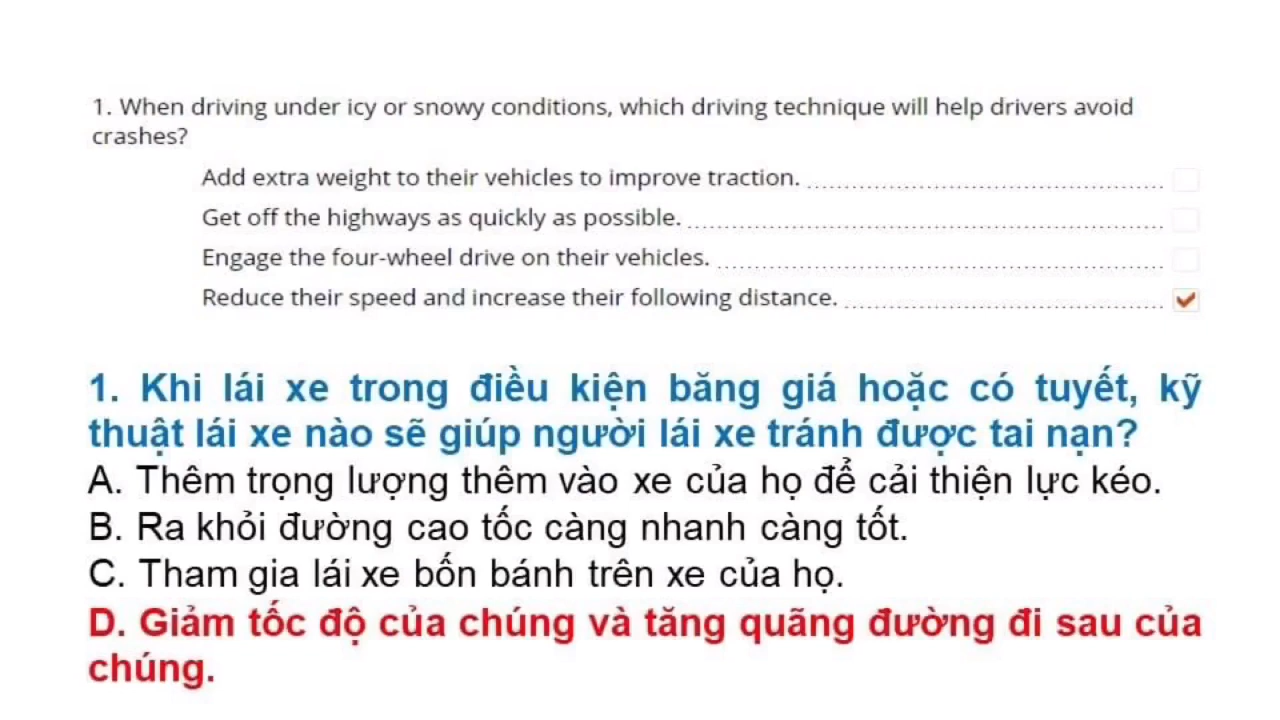 1. When driving under icy or snowy conditions, which driving technique will help drivers avoid
crashes?
Add extra weight to their vehicles to improve traction.
Get off the highways as quickly as possible.
Engage the four-wheel drive on their vehicles.
Reduce their speed and increase their following distance.
1. Khi lái xe trong điều kiện băng giá hoặc có tuyết, kỹ
thuật lái xe nào sẽ giúp người lái xe tránh được tai nạn?
A. Thêm trọng lượng thêm vào xe của họ để cải thiện lực kéo.
B. Ra khỏi đường cao tốc càng nhanh càng tốt.
C. Tham gia lái xe bốn bánh trên xe của họ.
D. Giảm tốc độ của chúng và tăng quãng đường đi sau của
chúng.